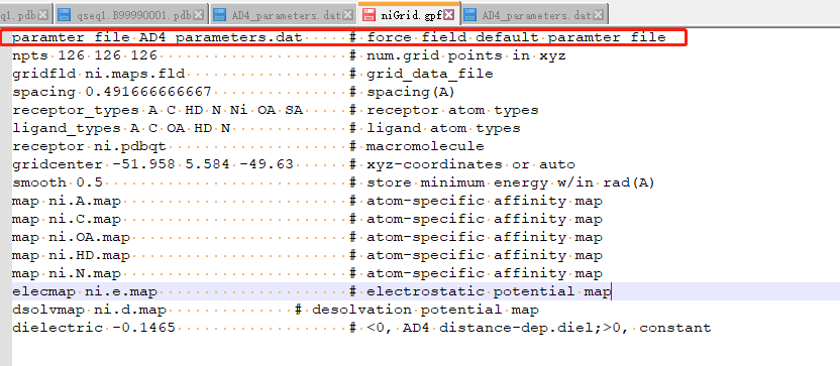 q1.pdb qseq1.B99990001.pdb AD4_parameters.dat niGrid.gpf AD4_parameters.dat
paramter file AD4 parameters.dat # force field default paramter file
npts 126 126 126 # num.grid points in xyz
gridfld ni.maps.fld # grid_data_file
spacing 0.491666666667 # spacing(A)
receptor_types A C HD N Ni OA SA # receptor atom types
ligand_types A C OA HD N # ligand atom types
receptor ni.pdbqt # macromolecule
gridcenter -51.958 5.584 -49.63 # xyz-coordinates or auto
smooth 0.5 # store minimum energy w/in rad(A)
map ni.A.map # atom-specific affinity map
map ni.C.map # atom-specific affinity map
map ni.OA.map # atom-specific affinity map
map ni.HD.map # atom-specific affinity map
map ni.N.map # atom-specific affinity map
elecmap ni.e.map # electrostatic potential map
dsolvmap ni.d.map # desolvation potential map
dielectric -0.1465 # <0, AD4 distance-dep.diel;>0, constant